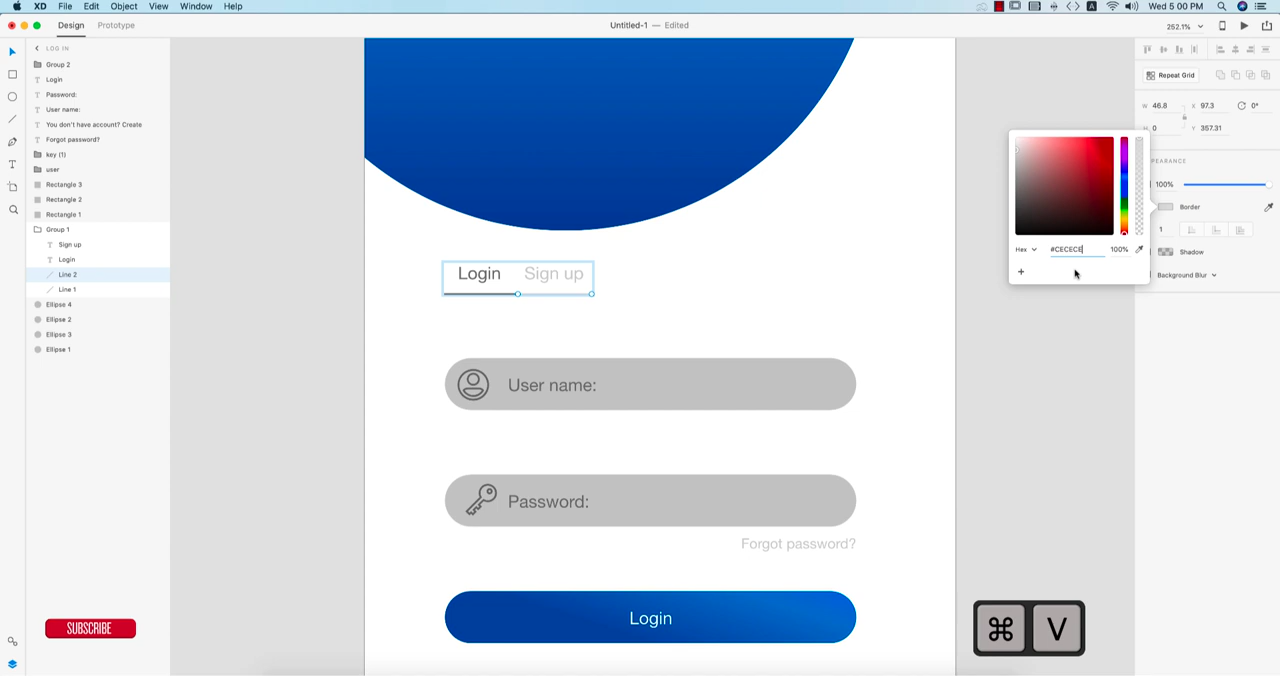 XD File Edit Object View Window Help
A Wed 5 00 PM
Design Prototype
Untitled-1 — Edited
252.1%
LOG IN
Group 2
Login
Password:
User name:
You don't have account? Create
Forgot password?
key (1)
user
Rectangle 3
Rectangle 2
Rectangle 1
Group 1
Sign up
Login
Line 2
Line 1
Ellipse 4
Ellipse 2
Ellipse 3
Ellipse 1
SUBSCRIBE
Login Sign up
User name:
Password:
Forgot password?
Login
Repeat Grid
W 46.8 X 97.3 0°
H 0 Y 357.31
PEARANCE
100%
Border
1
Shadow
Background Blur
Hex #CECECE 100%
+
⌘ V